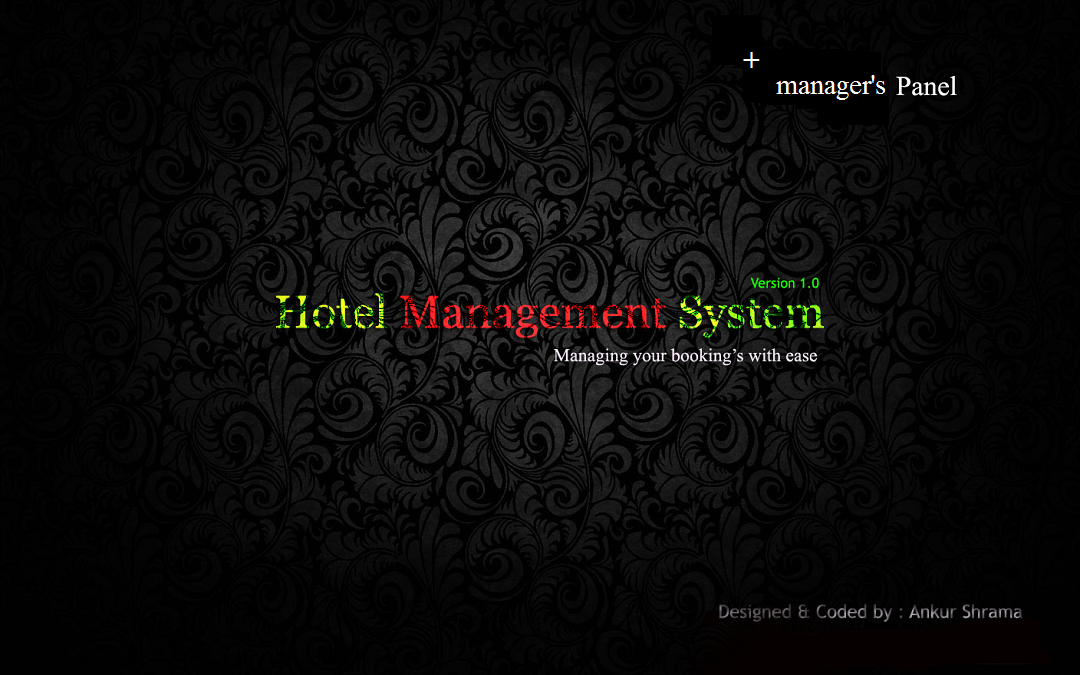 +
manager's Panel
Version 1.0
Hotel Management System
Managing your booking’s with ease
Designed & Coded by : Ankur Shrama